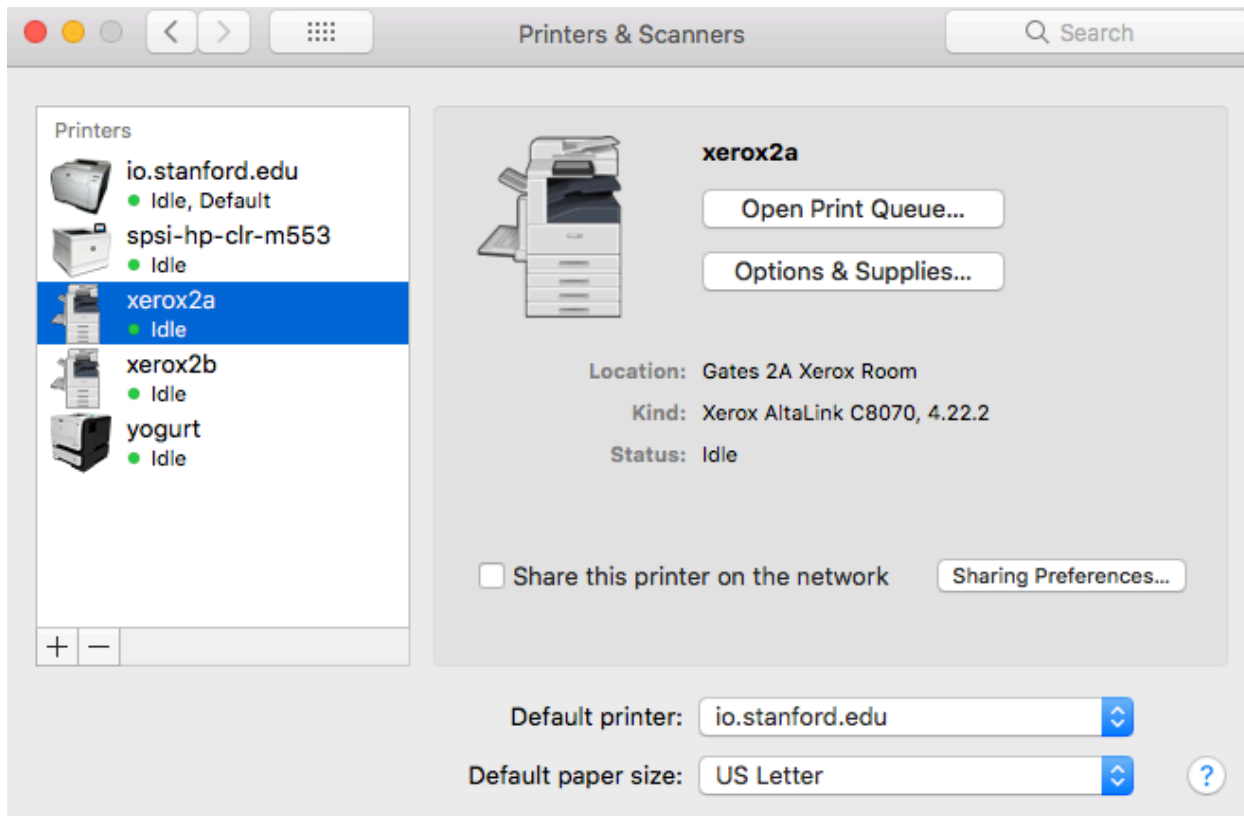 Printers & Scanners
Search
Printers
io.stanford.edu
Idle, Default
spsi-hp-clr-m553
Idle
xerox2a
Idle
xerox2b
Idle
yogurt
Idle
+ −
xerox2a
Open Print Queue...
Options & Supplies...
Location: Gates 2A Xerox Room
Kind: Xerox AltaLink C8070, 4.22.2
Status: Idle
Share this printer on the network
Sharing Preferences...
Default printer: io.stanford.edu
Default paper size: US Letter
?